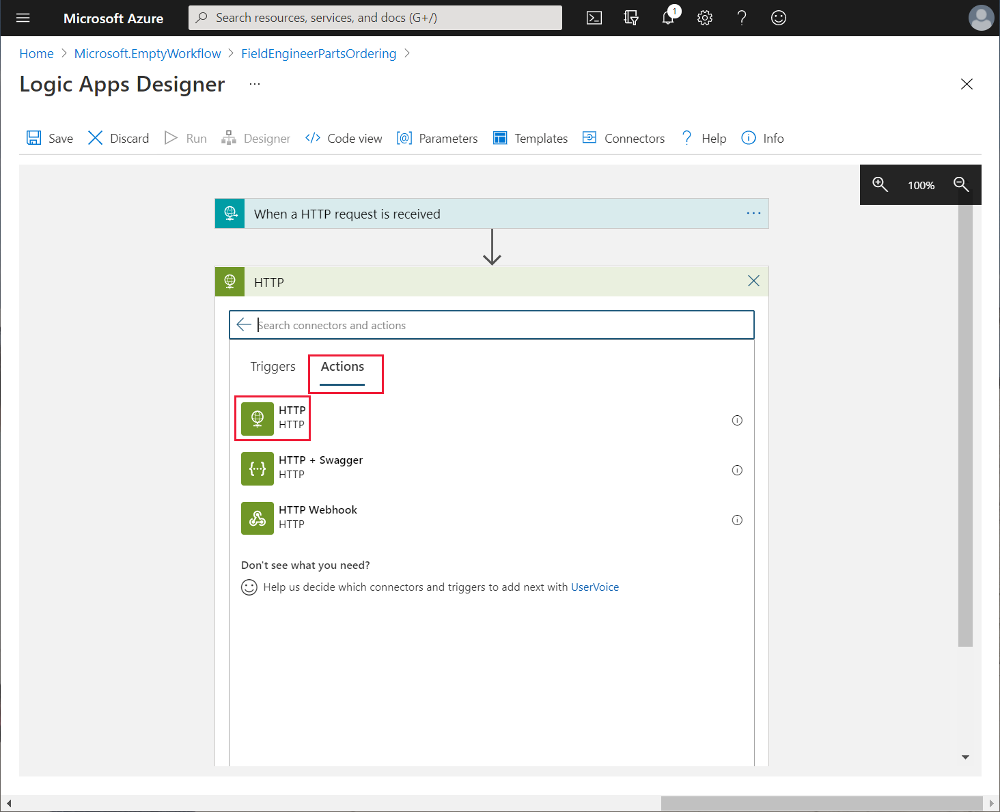 Microsoft Azure
Search resources, services, and docs (G+/)
1
Home > Microsoft.EmptyWorkflow > FieldEngineerPartsOrdering >
Logic Apps Designer ...
Save Discard Run Designer </> Code view [@] Parameters Templates Connectors ? Help Info
100%
When a HTTP request is received ...
HTTP
Search connectors and actions
Triggers Actions
HTTP
HTTP
HTTP + Swagger
HTTP
HTTP Webhook
HTTP
Don't see what you need?
Help us decide which connectors and triggers to add next with UserVoice